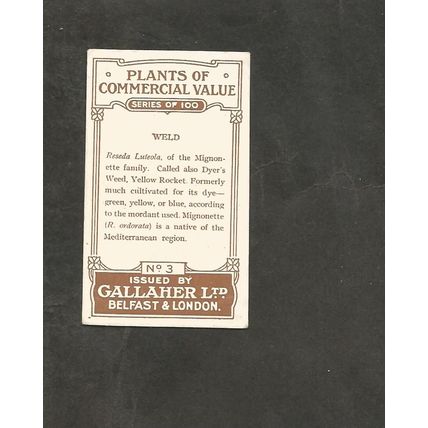 PLANTS OF
COMMERCIAL VALUE
SERIES OF 100
WELD
Reseda Luteola, of the Mignon-
ette family. Called also Dyer's
Weed, Yellow Rocket. Formerly
much cultivated for its dye—
green, yellow, or blue, according
to the mordant used. Mignonette
(R. ordorata) is a native of the
Mediterranean region.
No 3
ISSUED BY
GALLAHER LTD
BELFAST & LONDON.